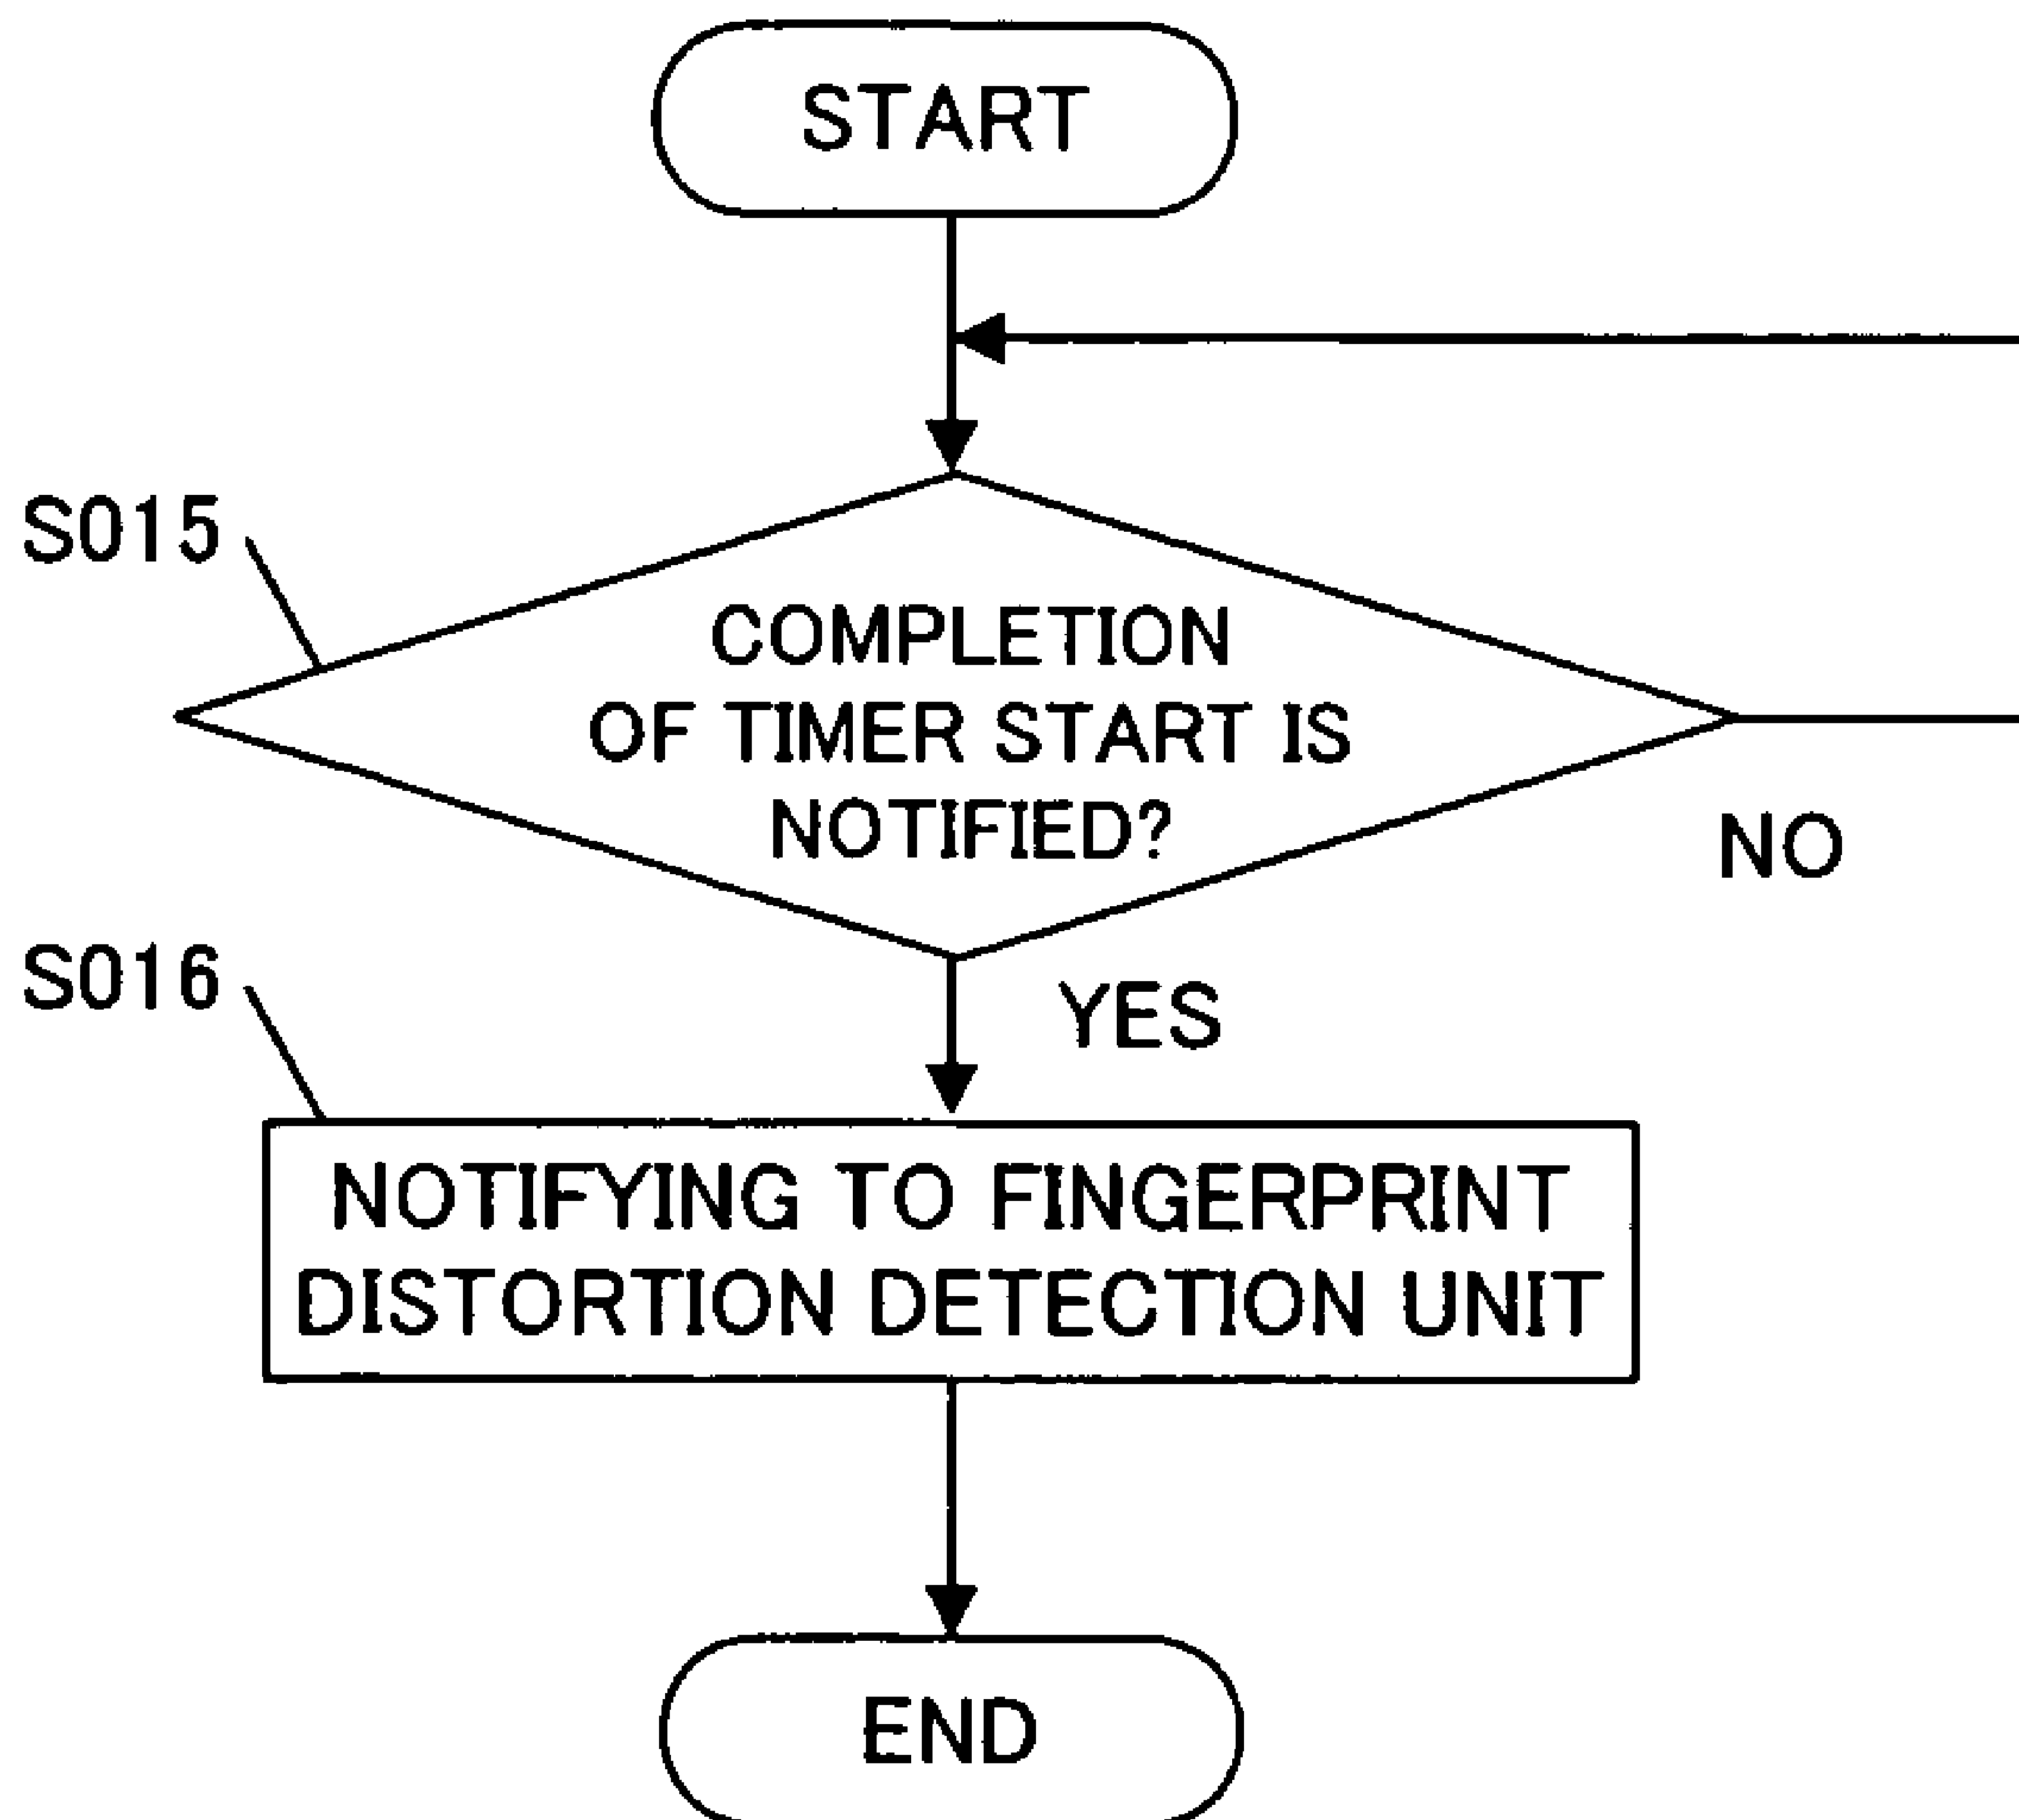 START
S015
COMPLETION
OF TIMER START IS
NOTIFIED?
NO
S016
YES
NOTIFYING TO FINGERPRINT
DISTORTION DETECTION UNIT
END